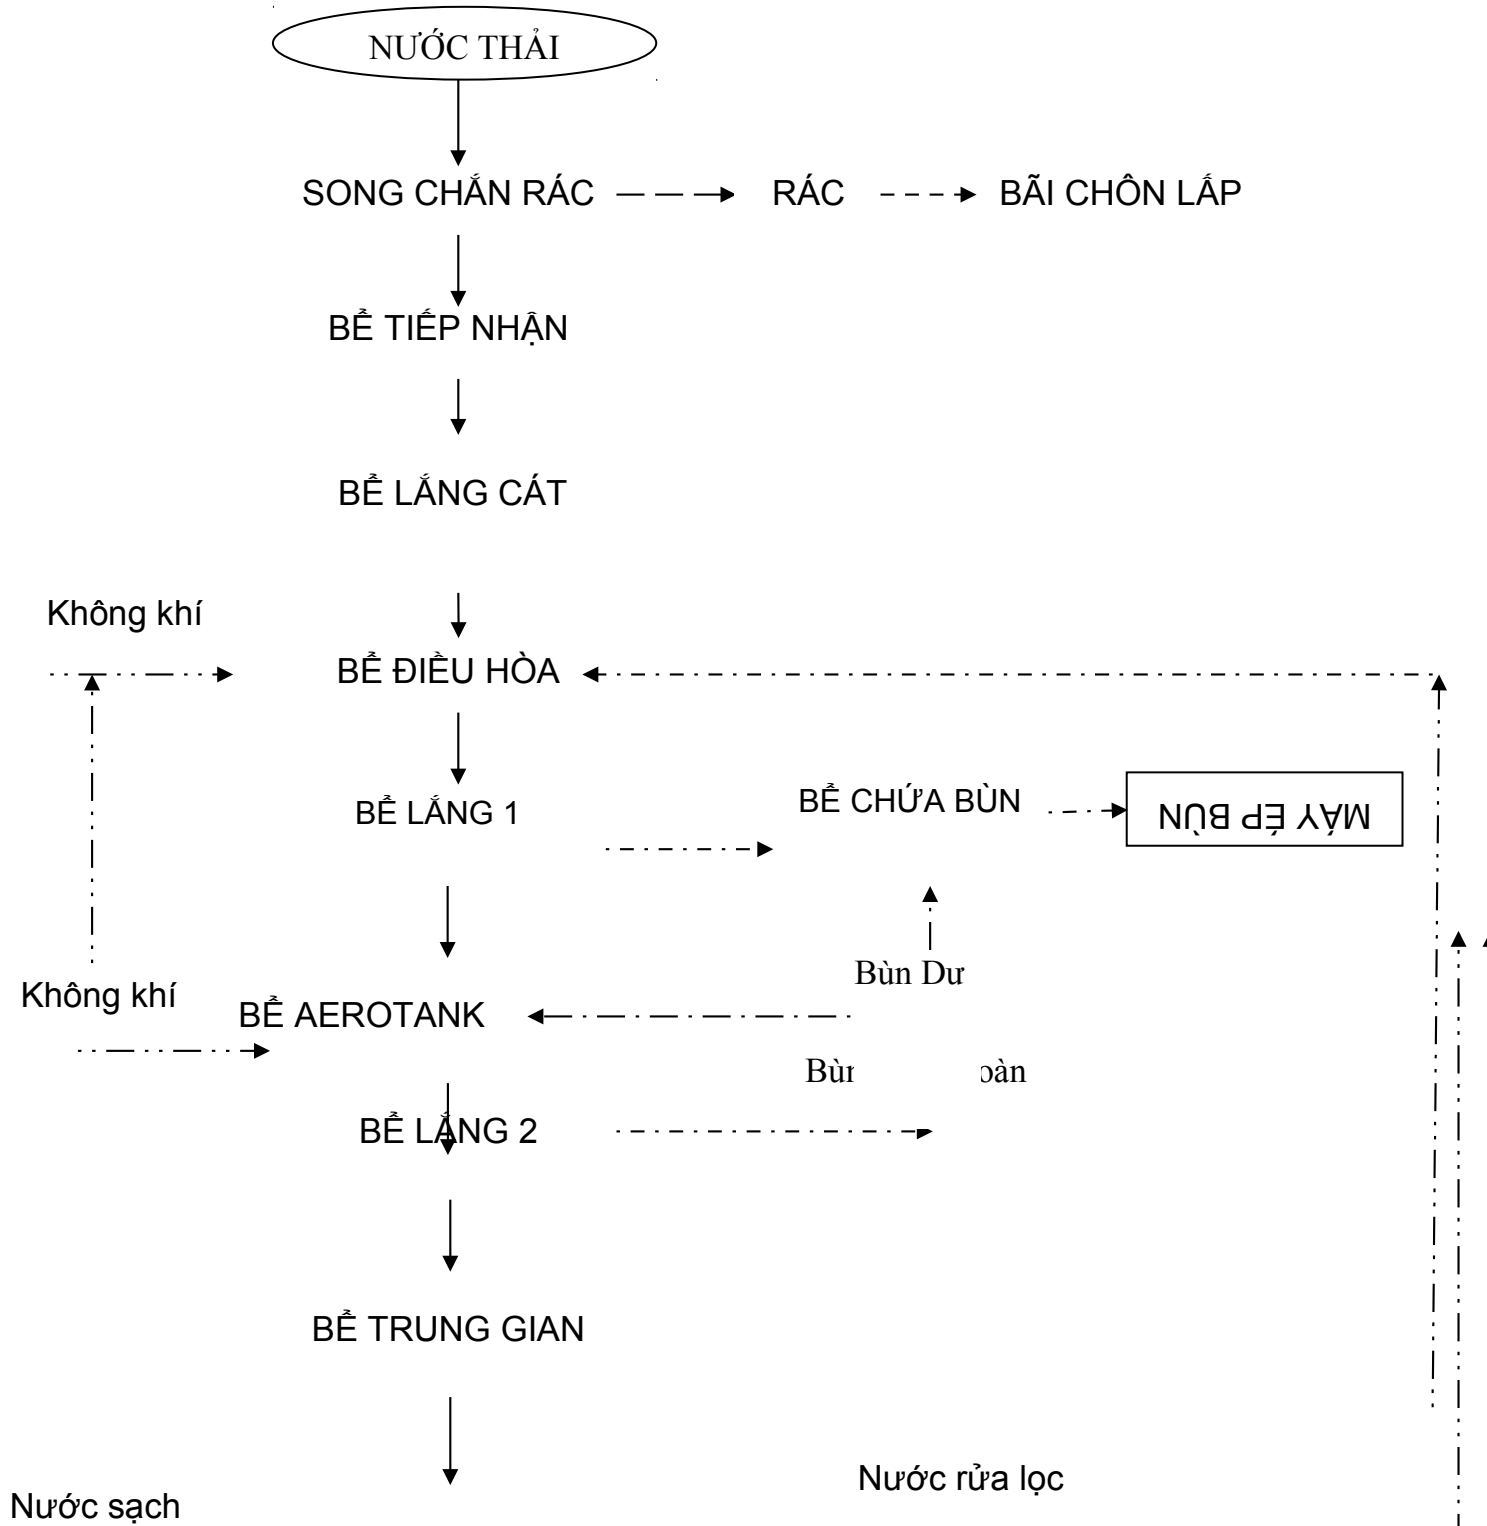 NƯỚC THẢI
SONG CHẮN RÁC RÁC BÃI CHÔN LẤP
BỂ TIẾP NHẬN
BỂ LẮNG CÁT
Không khí
BỂ ĐIỀU HÒA
BỂ LẮNG 1 BỂ CHỨA BÙN MÁY ÉP BÙN
Bùn Dư
Không khí BỂ AEROTANK
BỂ LẮNG 2
BỂ TRUNG GIAN
Nước rửa lọc
Nước sạch